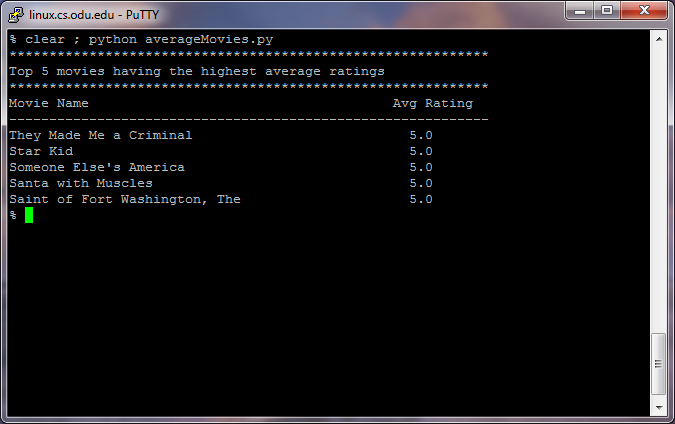 linux.cs.odu.edu - PuTTY
% clear ; python averageMovies.py
************************************************************
Top 5 movies having the highest average ratings
************************************************************
Movie Name                                      Avg Rating
------------------------------------------------------------
They Made Me a Criminal                           5.0
Star Kid                                          5.0
Someone Else's America                            5.0
Santa with Muscles                                5.0
Saint of Fort Washington, The                     5.0
%